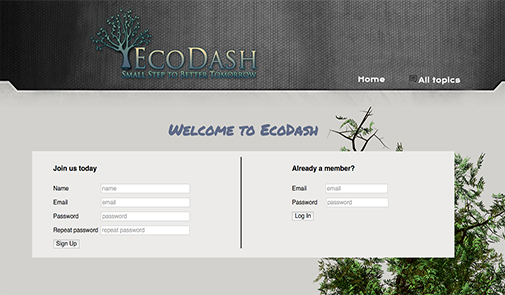 EcoDash
Small Step to Better Tomorrow
Home
All topics
Welcome to EcoDash
Join us today
Name name
Email email
Password password
Repeat password repeat password
Sign Up
Already a member?
Email email
Password password
Log In